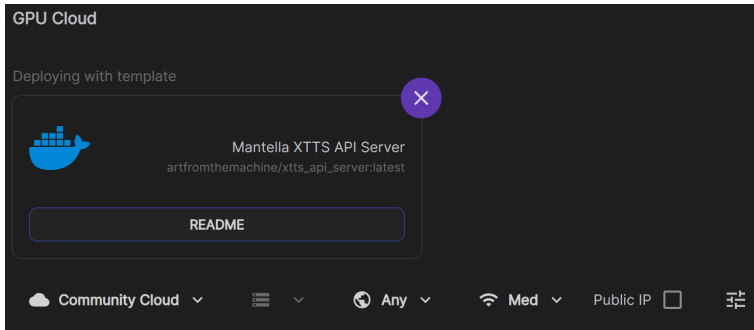 GPU Cloud
Deploying with template
Mantella XTTS API Server
artfromthemachine/xtts_api_server:latest
README
Community Cloud Any Med Public IP